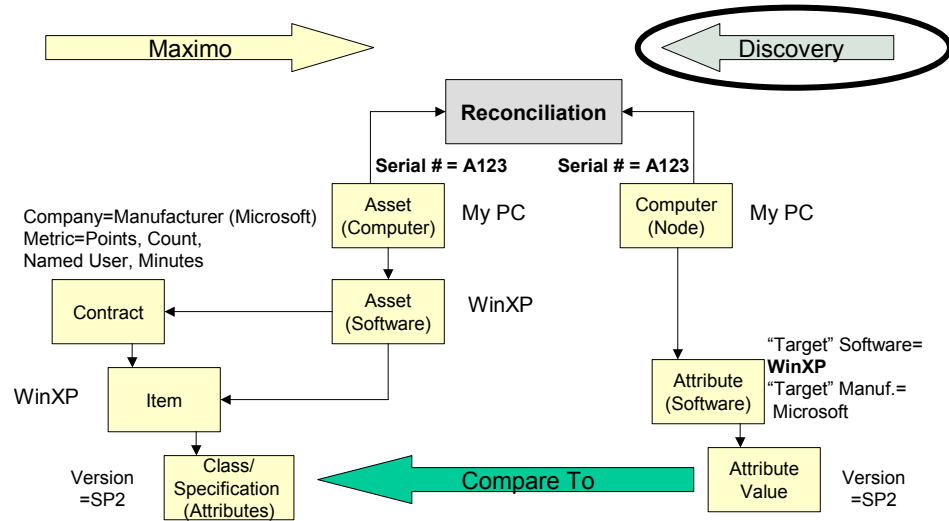 Maximo
Discovery
Reconciliation
Serial # = A123
Serial # = A123
Asset
(Computer)
My PC
Computer
(Node)
My PC
Company=Manufacturer (Microsoft)
Metric=Points, Count,
Named User, Minutes
Contract
Asset
(Software)
WinXP
WinXP
Item
"Target" Software=
WinXP
"Target" Manuf.=
Microsoft
Attribute
(Software)
Version
=SP2
Class/
Specification
(Attributes)
Compare To
Attribute
Value
Version
=SP2